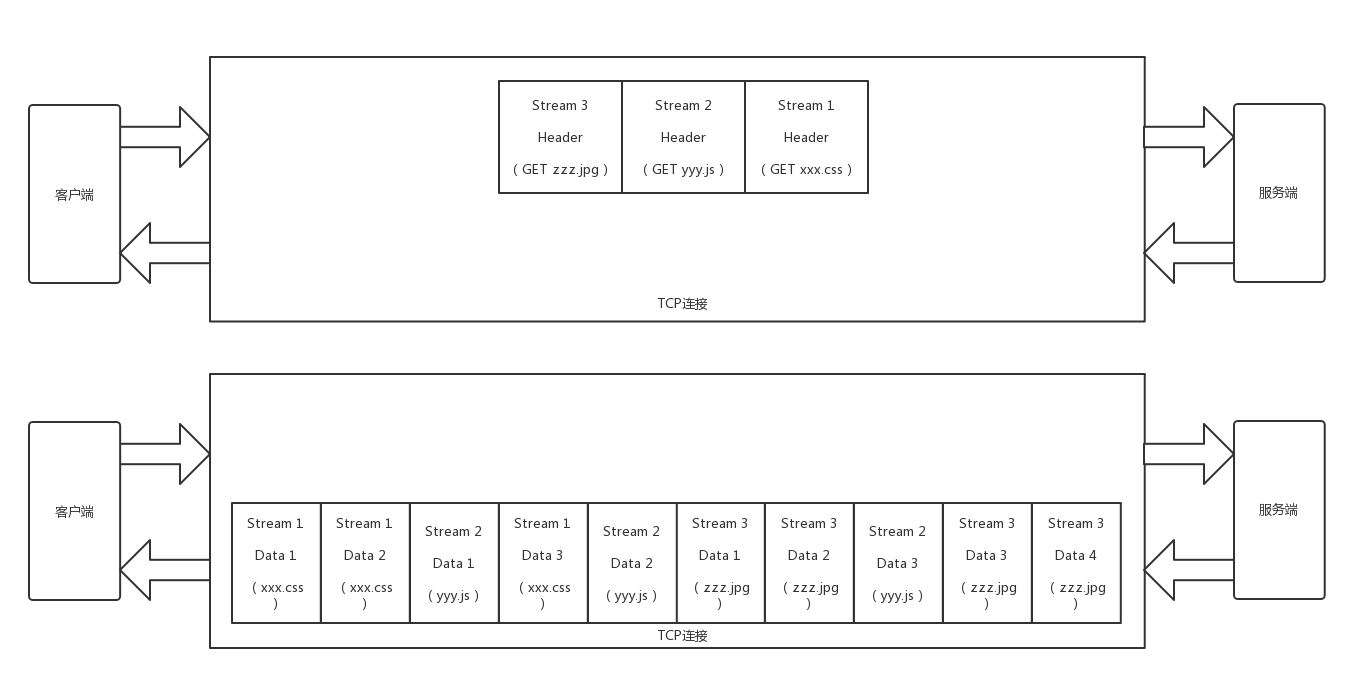 客户端
Stream 3
Header
( GET zzz.jpg )
Stream 2
Header
( GET yyy.js )
Stream 1
Header
( GET xxx.css )
TCP连接
服务端
客户端
Stream 1
Data 1
( xxx.css
)
Stream 1
Data 2
( xxx.css
)
Stream 2
Data 1
( yyy.js )
Stream 1
Data 3
( xxx.css
)
Stream 2
Data 2
( yyy.js )
Stream 3
Data 1
( zzz.jpg
)
Stream 3
Data 2
( zzz.jpg
)
Stream 2
Data 3
( yyy.js )
Stream 3
Data 3
( zzz.jpg
)
Stream 3
Data 4
( zzz.jpg
)
TCP连接
服务端